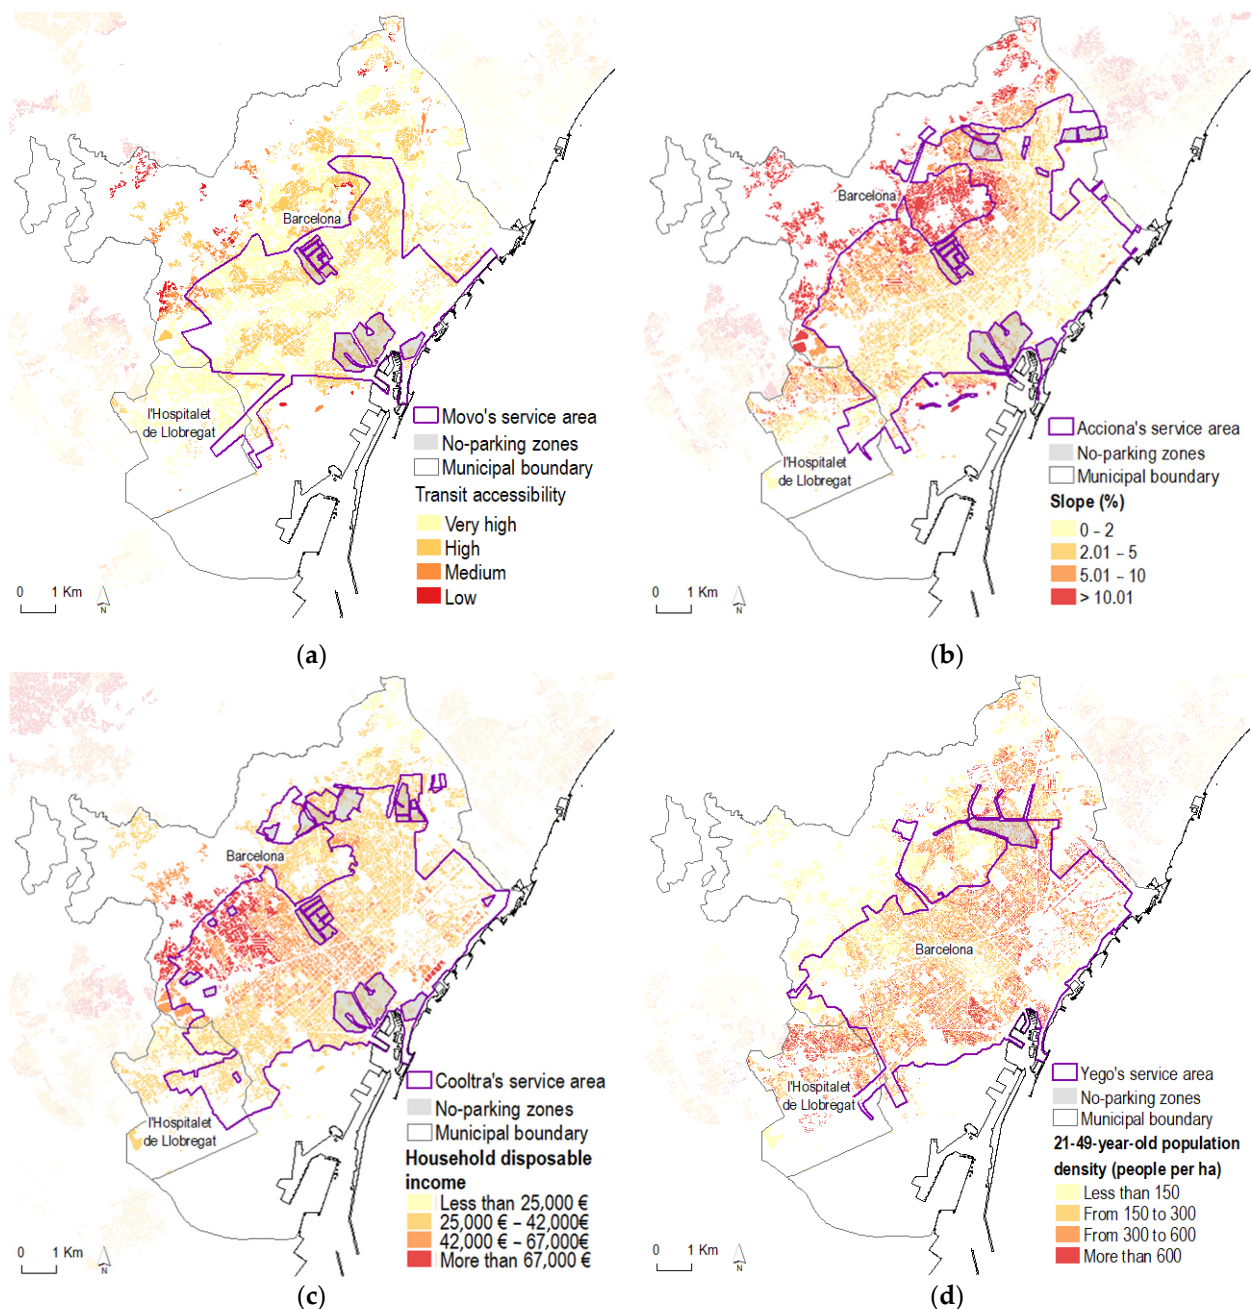 Barcelona
l'Hospitalet
de Llobregat
Movo's service area
No-parking zones
Municipal boundary
Transit accessibility
Very high
High
Medium
Low
0 1 Km
N
(a)
Barcelona
l'Hospitalet
de Llobregat
Acciona's service area
No-parking zones
Municipal boundary
Slope (%)
0 – 2
2.01 – 5
5.01 – 10
> 10.01
0 1 Km
N
(b)
Barcelona
l'Hospitalet
de Llobregat
Cooltra's service area
No-parking zones
Municipal boundary
Household disposable
income
Less than 25,000 €
25,000 € – 42,000€
42,000 € – 67,000€
More than 67,000 €
0 1 Km
N
(c)
Barcelona
l'Hospitalet
de Llobregat
Yego's service area
No-parking zones
Municipal boundary
21-49-year-old population
density (people per ha)
Less than 150
From 150 to 300
From 300 to 600
More than 600
0 1 Km
N
(d)